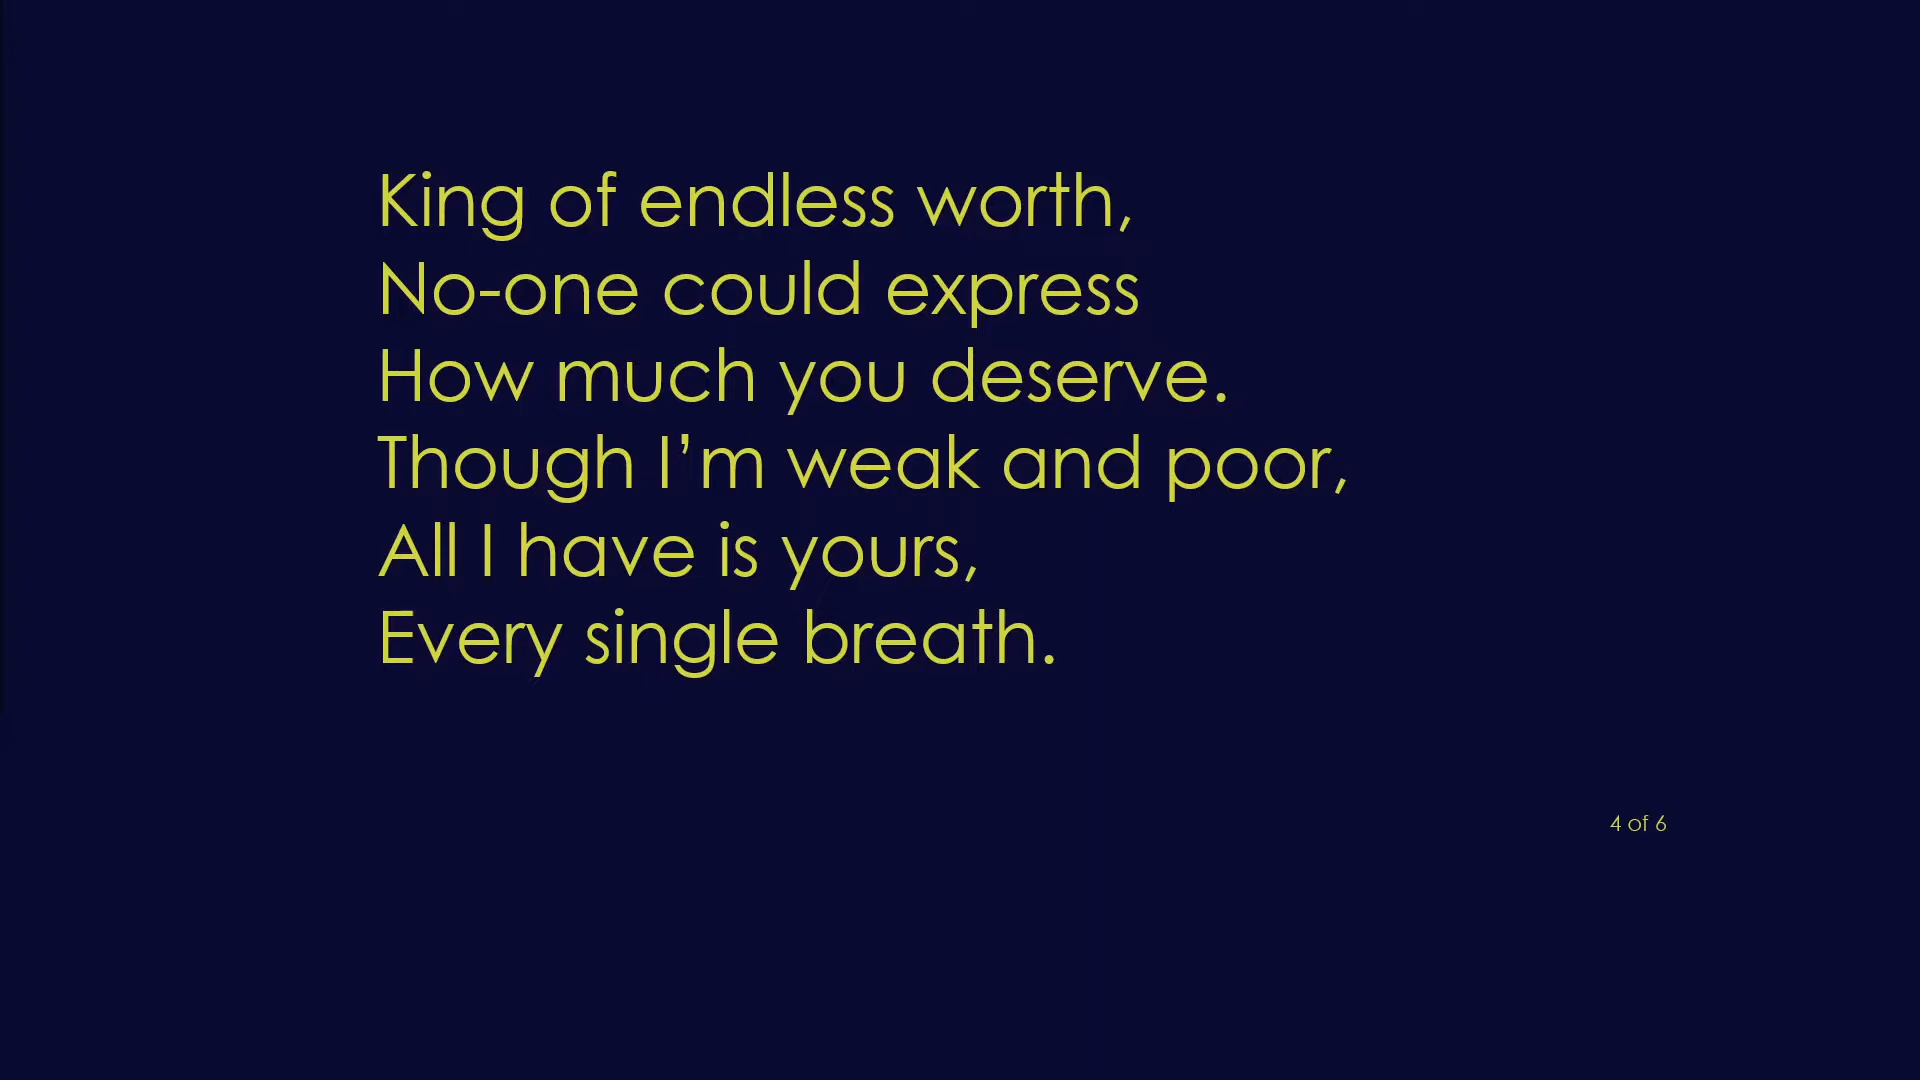 King of endless worth,
No-one could express
How much you deserve.
Though I’m weak and poor,
All I have is yours,
Every single breath.
4 of 6